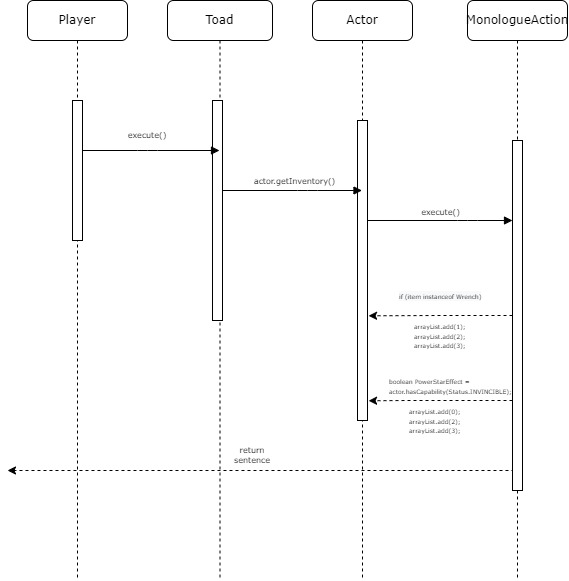 Player
Toad
Actor
MonologueAction
execute()
actor.getInventory()
execute()
if (item instanceof Wrench)
arrayList.add(1);
arrayList.add(2);
arrayList.add(3);
boolean PowerStarEffect =
actor.hasCapability(Status.INVINCIBLE);
arrayList.add(0);
arrayList.add(2);
arrayList.add(3);
return
sentence